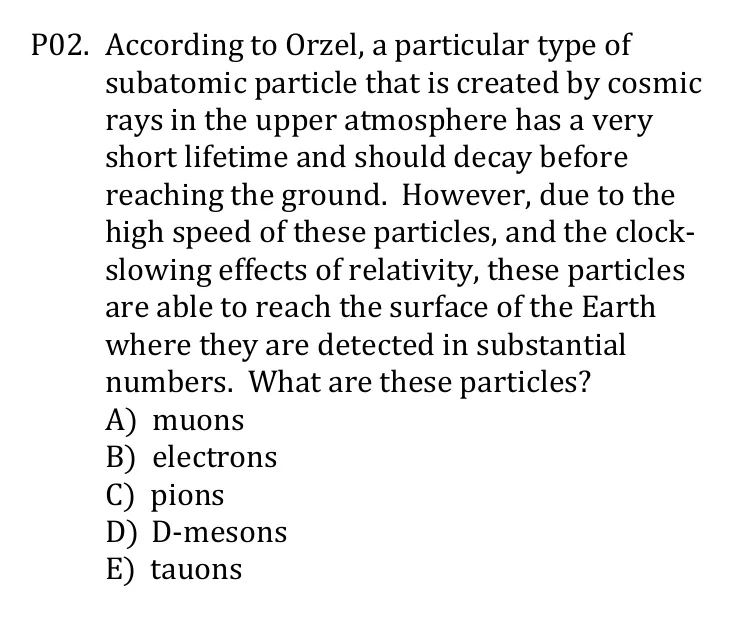 P02. According to Orzel, a particular type of
subatomic particle that is created by cosmic
rays in the upper atmosphere has a very
short lifetime and should decay before
reaching the ground. However, due to the
high speed of these particles, and the clock-
slowing effects of relativity, these particles
are able to reach the surface of the Earth
where they are detected in substantial
numbers. What are these particles?
A) muons
B) electrons
C) pions
D) D-mesons
E) tauons